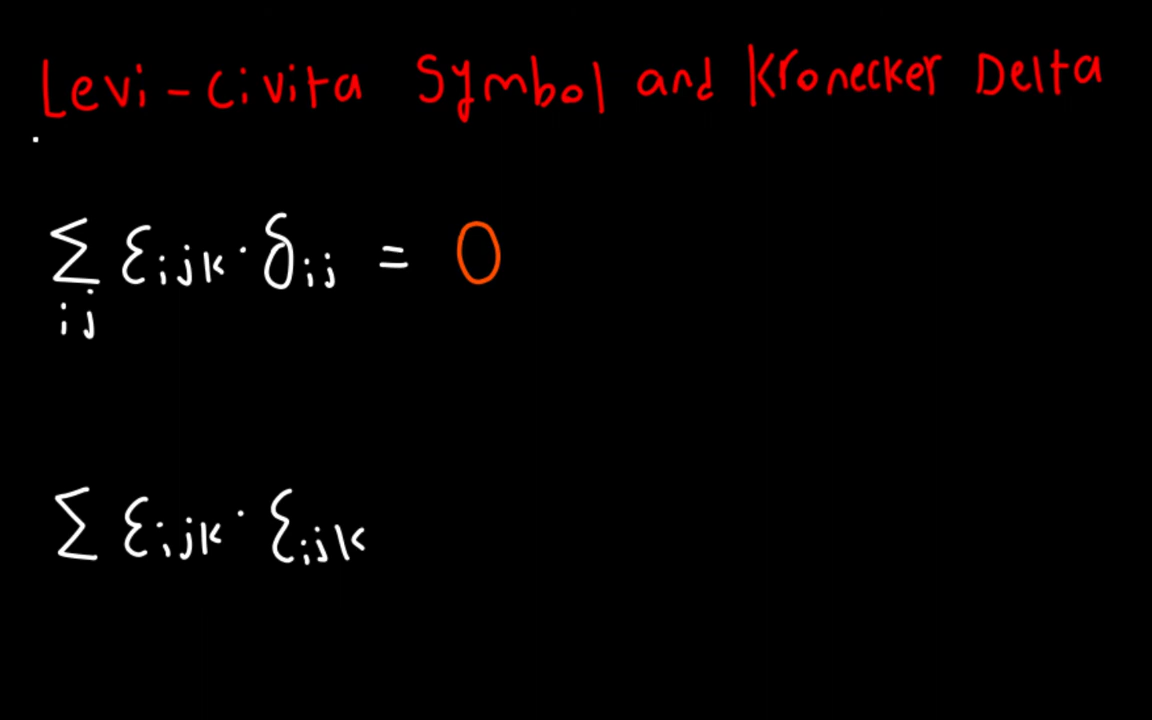 Levi-Civita Symbol and Kronecker Delta
Σ εijk · δij = 0
ij
Σ εijk · εijk